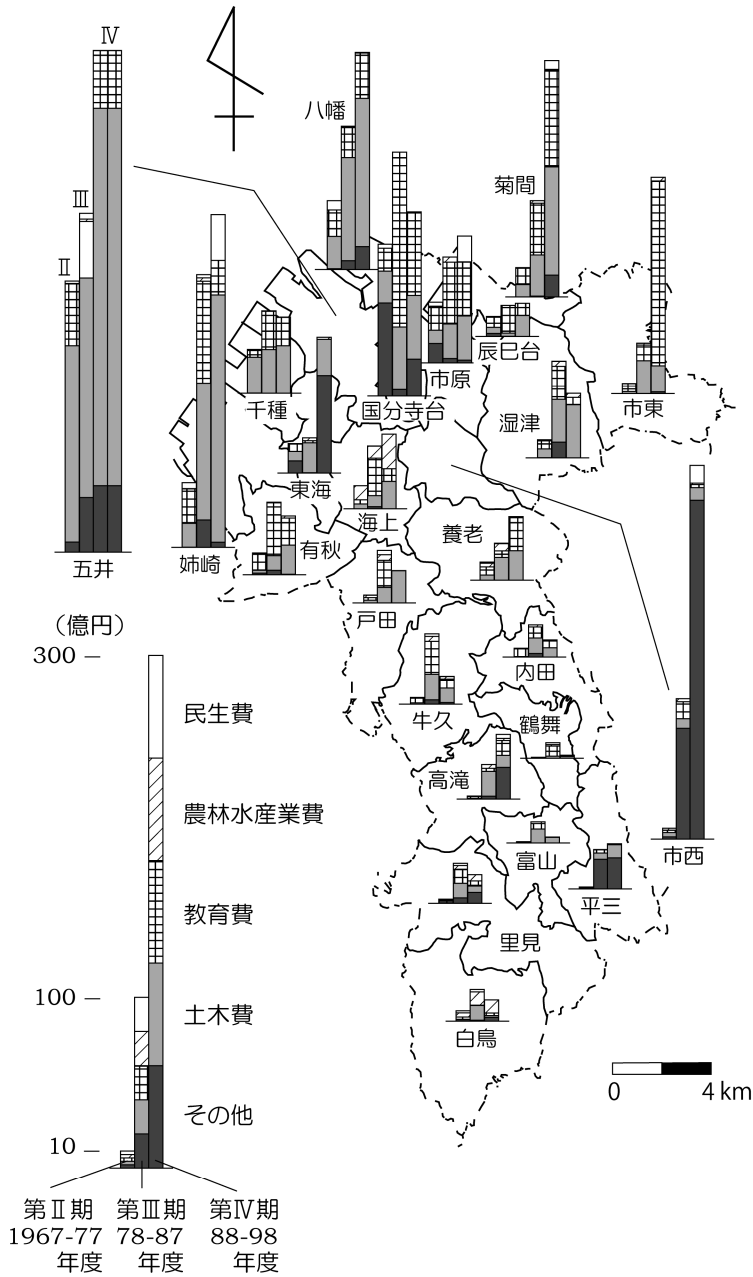 Ⅳ
八幡
菊間
Ⅲ
Ⅱ
市原
辰巳台
千種
国分寺台
湿津
市東
東海
海上
養老
五井
姉崎
有秋
戸田
(億円)
内田
300
牛久
鶴舞
民生費
高滝
農林水産業費
市西
富山
教育費
平三
里見
100
土木費
白鳥
その他
0
4 km
10
第Ⅱ期
1967-77
年度
第Ⅲ期
78-87
年度
第Ⅳ期
88-98
年度